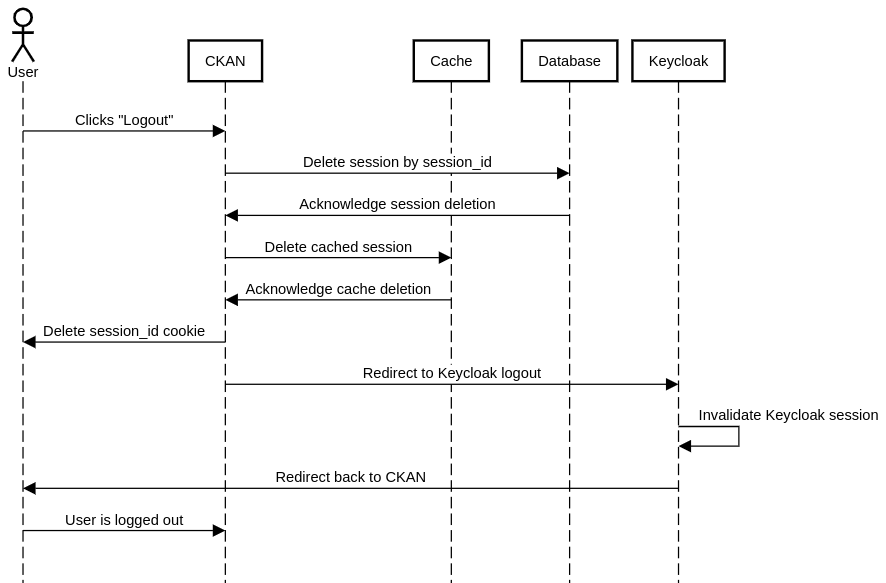 User
CKAN
Cache
Database
Keycloak
Clicks "Logout"
Delete session by session_id
Acknowledge session deletion
Delete cached session
Acknowledge cache deletion
Delete session_id cookie
Redirect to Keycloak logout
Invalidate Keycloak session
Redirect back to CKAN
User is logged out